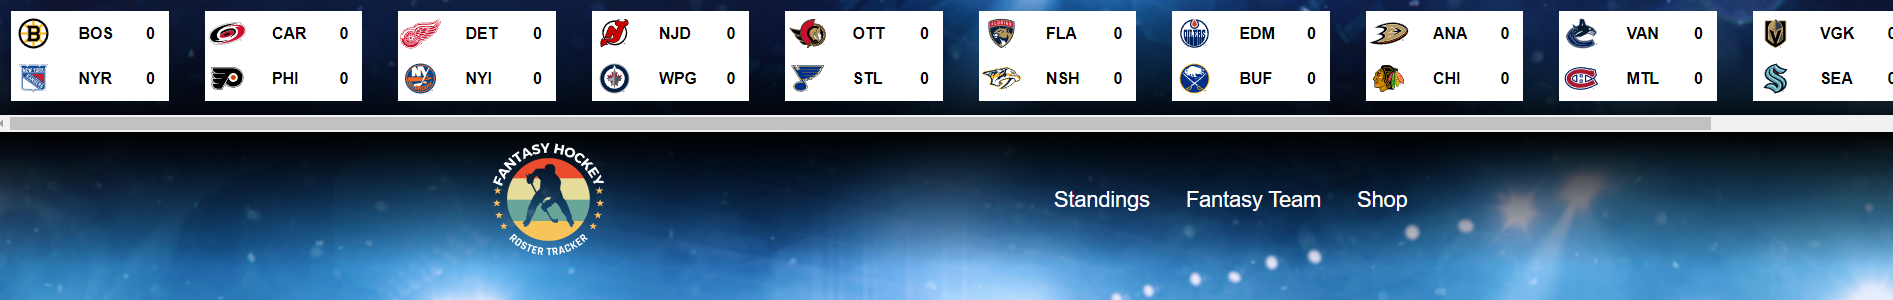 BOS 0
NYR 0
CAR 0
PHI 0
DET 0
NYI 0
NJD 0
WPG 0
OTT 0
STL 0
FLA 0
NSH 0
EDM 0
BUF 0
ANA 0
CHI 0
VAN 0
MTL 0
VGK 0
SEA 0
FANTASY HOCKEY
ROSTER TRACKER
Standings Fantasy Team Shop